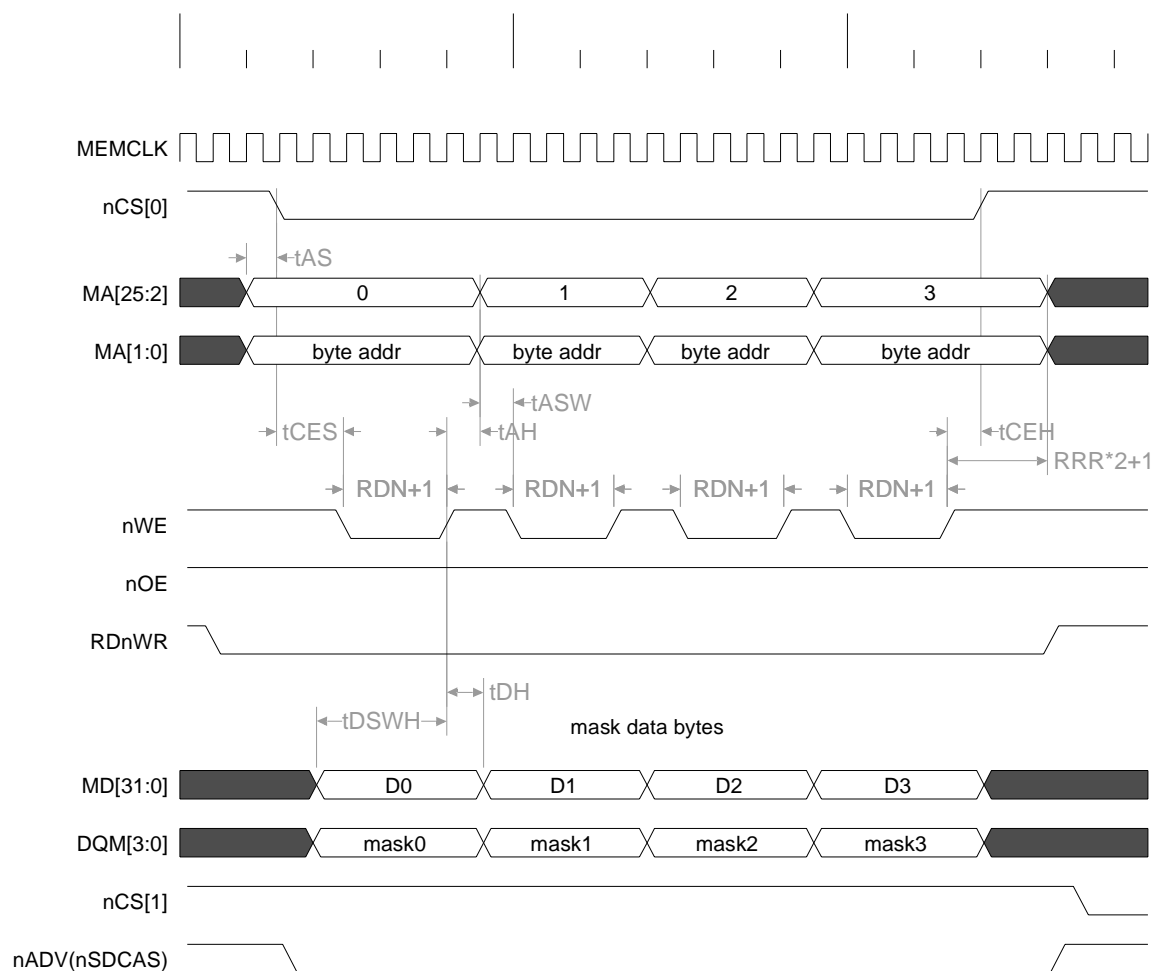 MEMCLK
nCS[0]
tAS
MA[25:2] 0 1 2 3
MA[1:0] byte addr byte addr byte addr byte addr
tASW
tCES tAH tCEH
RRR*2+1
RDN+1 RDN+1 RDN+1 RDN+1
nWE
nOE
RDnWR
tDH
tDSWH mask data bytes
MD[31:0] D0 D1 D2 D3
DQM[3:0] mask0 mask1 mask2 mask3
nCS[1]
nADV(nSDCAS)